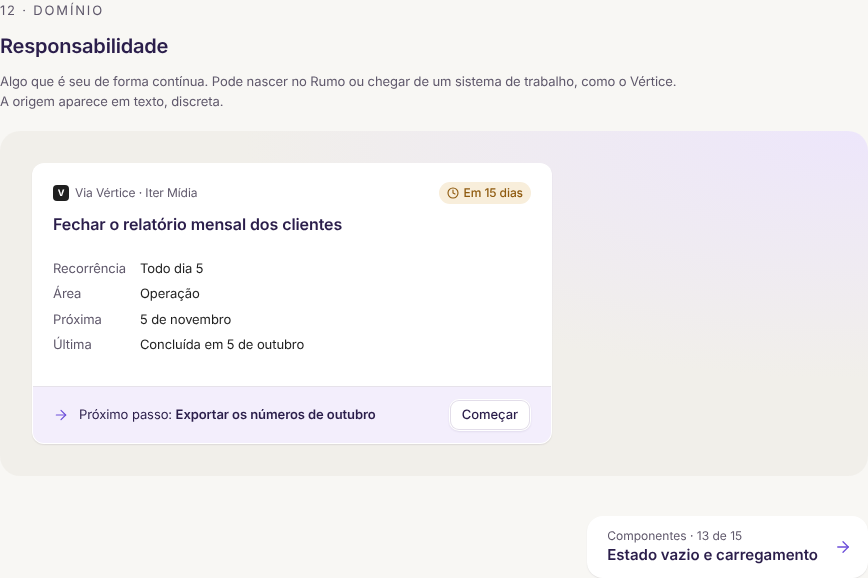 12 · DOMÍNIO
Responsabilidade
Algo que é seu de forma contínua. Pode nascer no Rumo ou chegar de um sistema de trabalho, como o Vértice.
A origem aparece em texto, discreta.
V Via Vértice · Iter Mídia
Em 15 dias
Fechar o relatório mensal dos clientes
Recorrência Todo dia 5
Área Operação
Próxima 5 de novembro
Última Concluída em 5 de outubro
Próximo passo: Exportar os números de outubro
Começar
Componentes · 13 de 15
Estado vazio e carregamento